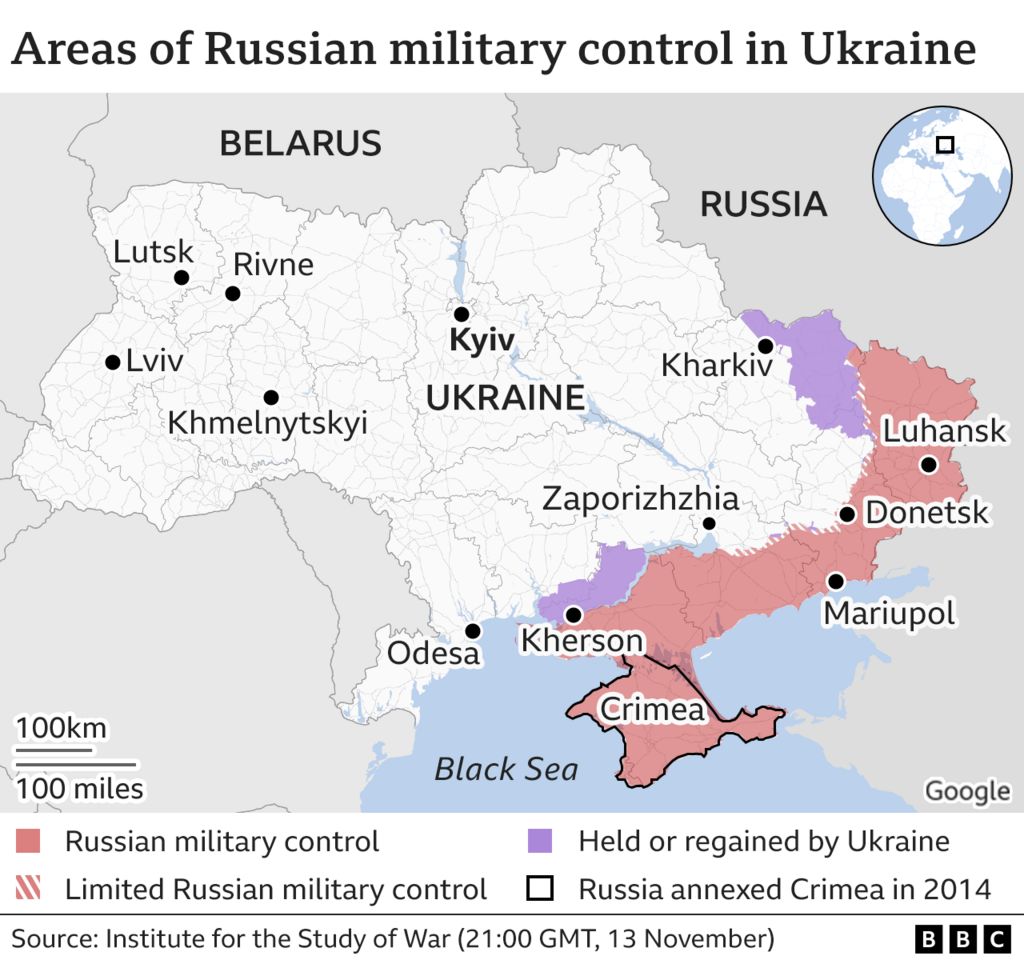 Areas of Russian military control in Ukraine
BELARUS
RUSSIA
Lutsk
Rivne
Kyiv
Lviv
Kharkiv
UKRAINE
Khmelnytskyi
Luhansk
Zaporizhzhia
Donetsk
Mariupol
Kherson
Odesa
Crimea
100km
Black Sea
100 miles
Google
Russian military control
Held or regained by Ukraine
Limited Russian military control
Russia annexed Crimea in 2014
Source: Institute for the Study of War (21:00 GMT, 13 November)
BBC